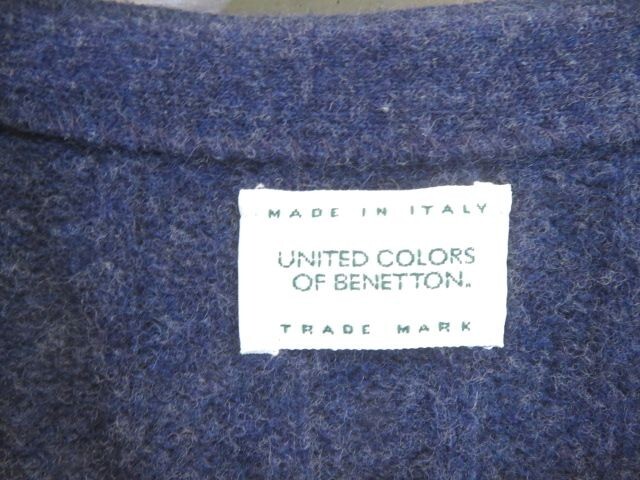 MADE IN ITALY
UNITED COLORS
OF BENETTON.
TRADE MARK